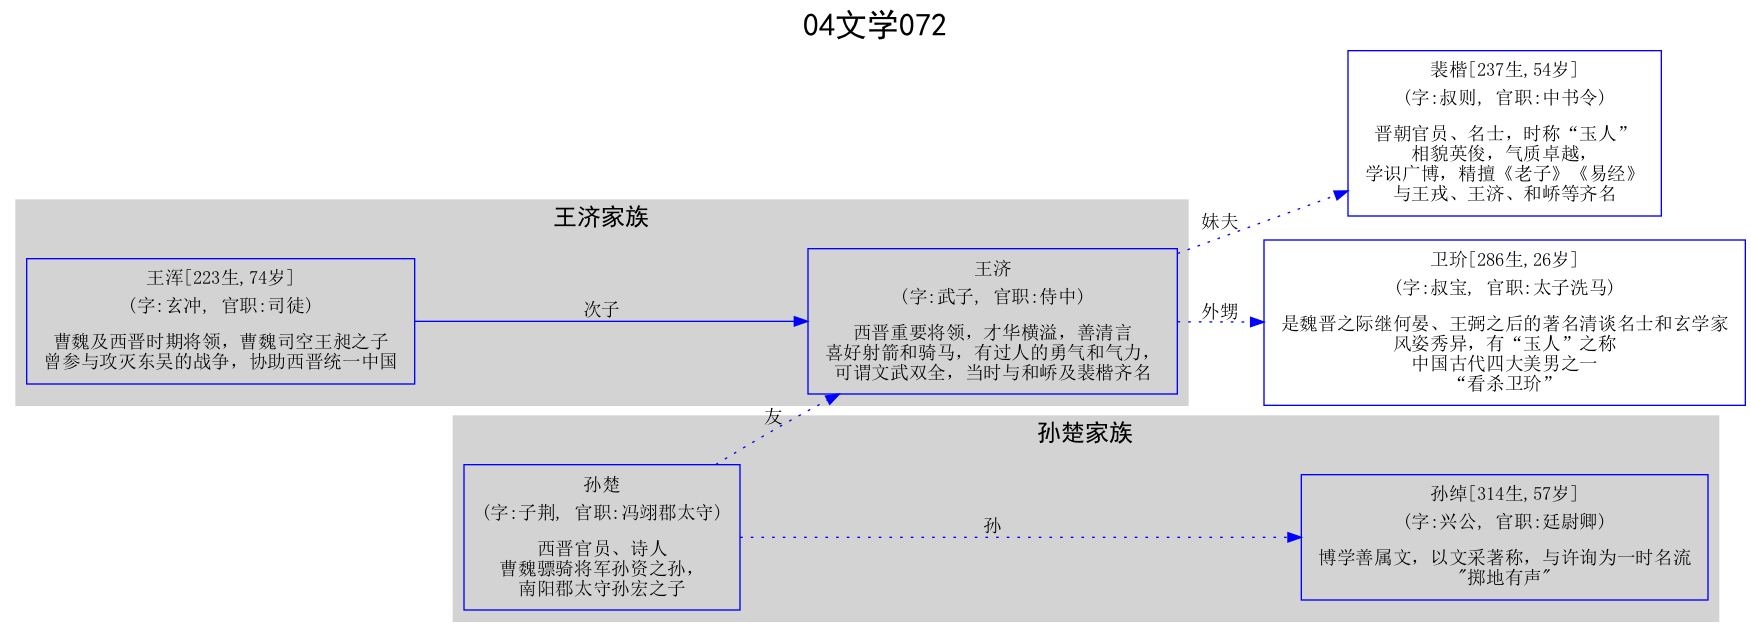 04文学072
裴楷[237生,54岁]
(字:叔则, 官职:中书令)
晋朝官员、名士，时称“玉人”
相貌英俊，气质卓越，
学识广博，精擅《老子》《易经》
与王戎、王济、和峤等齐名
王济家族
妹夫
王浑[223生,74岁]
(字:玄冲, 官职:司徒)
曹魏及西晋时期将领，曹魏司空王昶之子
曾参与攻灭东吴的战争，协助西晋统一中国
次子
王济
(字:武子, 官职:侍中)
西晋重要将领，才华横溢，善清言
喜好射箭和骑马，有过人的勇气和气力，
可谓文武双全，当时与和峤及裴楷齐名
外甥
卫玠[286生,26岁]
(字:叔宝, 官职:太子洗马)
是魏晋之际继何晏、王弼之后的著名清谈名士和玄学家
风姿秀异，有“玉人”之称
中国古代四大美男之一
“看杀卫玠”
友
孙楚家族
孙楚
(字:子荆, 官职:冯翊郡太守)
西晋官员、诗人
曹魏骠骑将军孙资之孙，
南阳郡太守孙宏之子
孙
孙绰[314生,57岁]
(字:兴公, 官职:廷尉卿)
博学善属文，以文采著称，与许询为一时名流
"掷地有声"